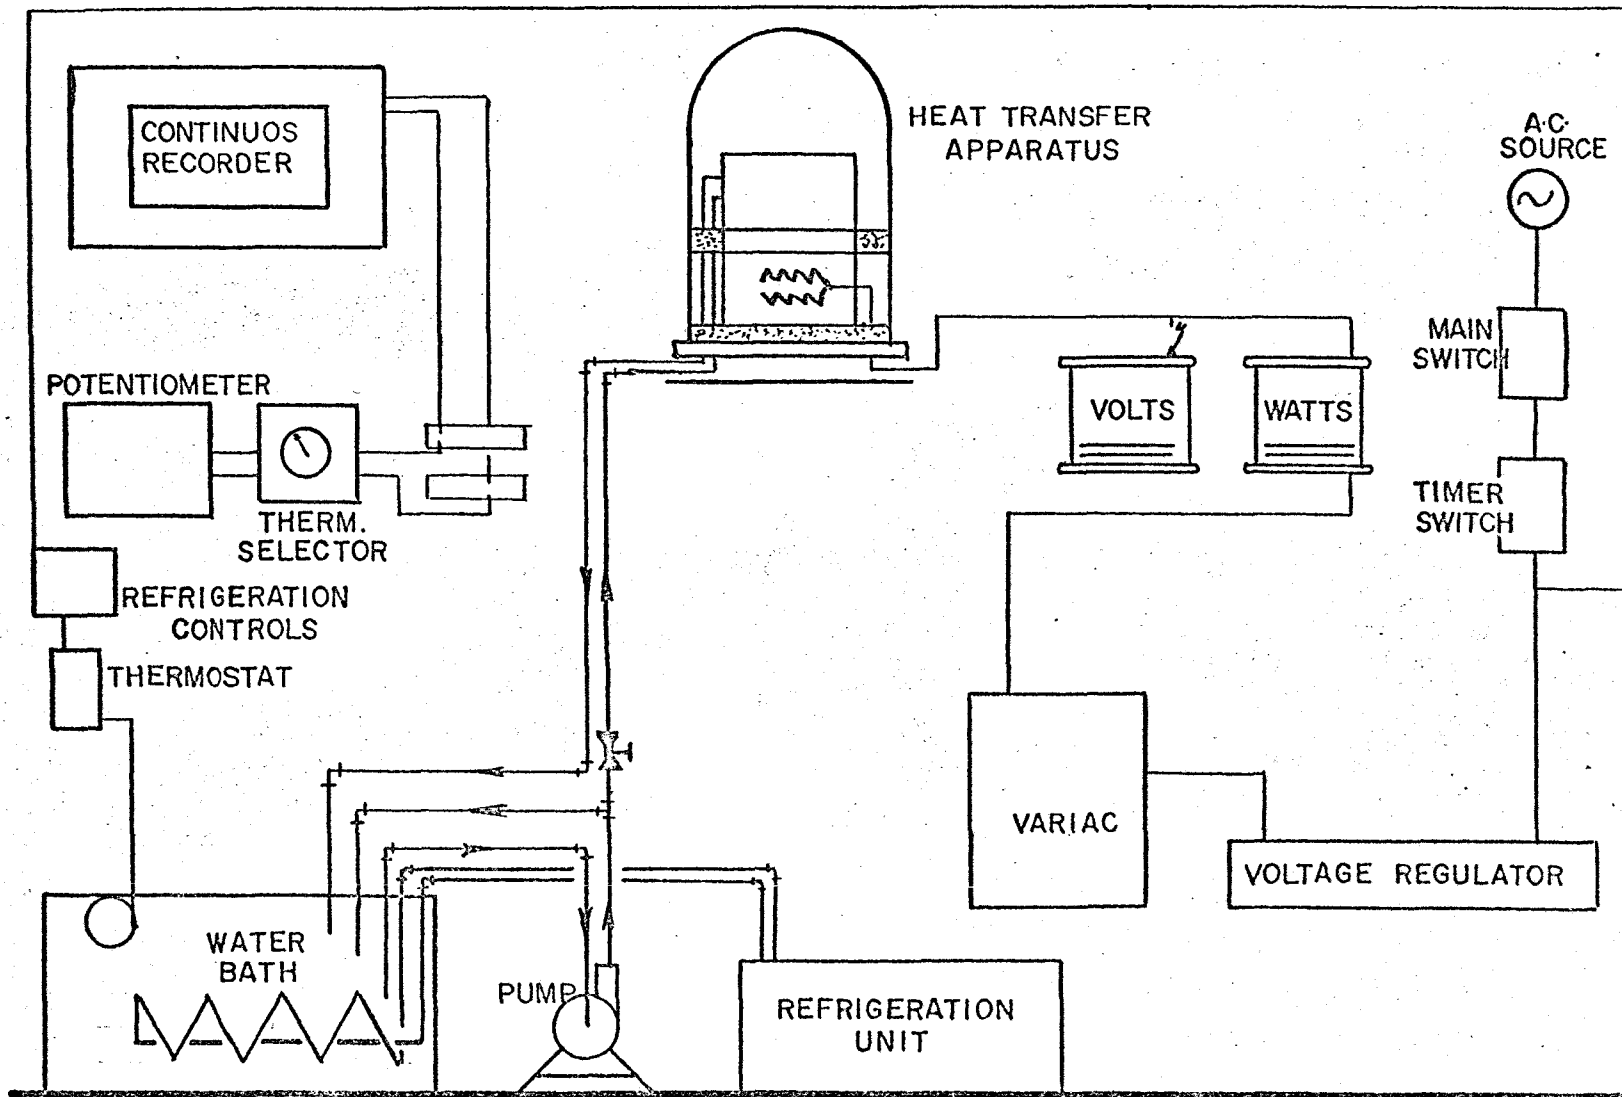 CONTINUOS
RECORDER
HEAT TRANSFER
APPARATUS
A.C.
SOURCE
MAIN
SWITCH
POTENTIOMETER
VOLTS
WATTS
TIMER
SWITCH
THERM.
SELECTOR
REFRIGERATION
CONTROLS
THERMOSTAT
VARIAC
VOLTAGE REGULATOR
WATER
BATH
PUMP
REFRIGERATION
UNIT